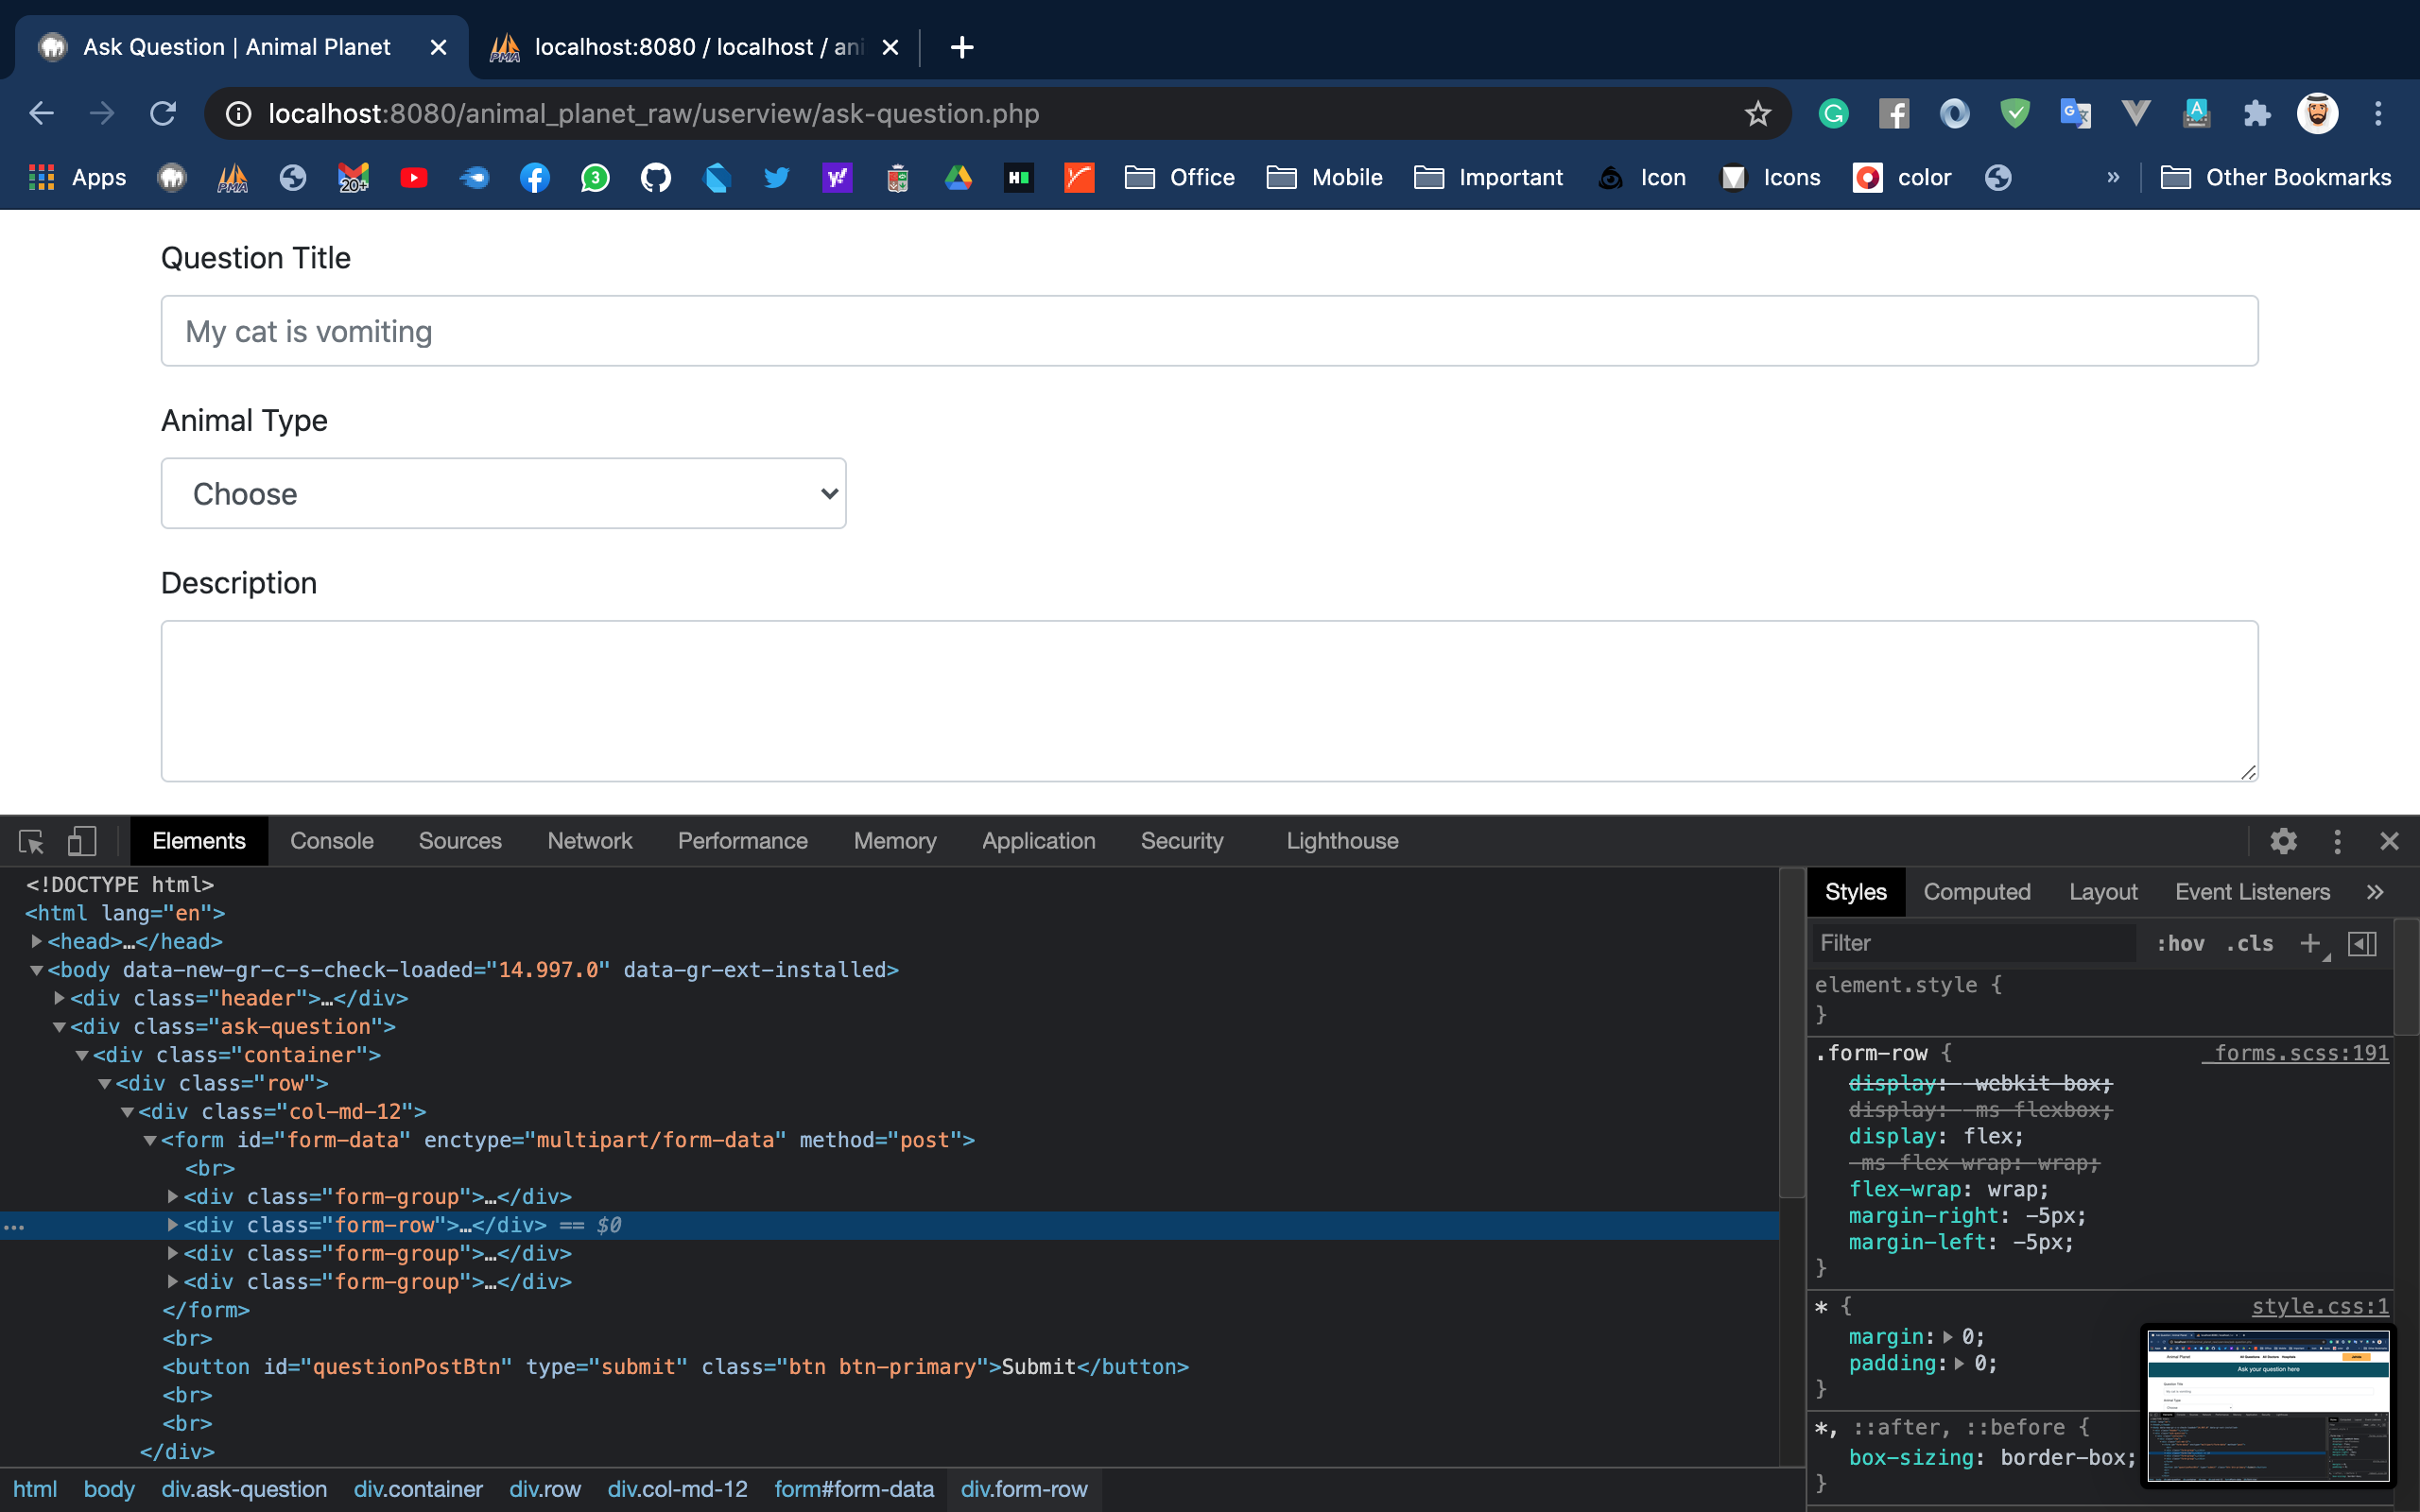 Ask Question | Animal Planet
localhost:8080 / localhost / ani
localhost:8080/animal_planet_raw/userview/ask-question.php
Apps
20+
3
Office
Mobile
Important
Icon
Icons
color
»
Other Bookmarks
Question Title
My cat is vomiting
Animal Type
Choose
Description
Elements Console Sources Network Performance Memory Application Security Lighthouse
<!DOCTYPE html>
<html lang="en">
<head>…</head>
<body data-new-gr-c-s-check-loaded="14.997.0" data-gr-ext-installed>
<div class="header">…</div>
<div class="ask-question">
<div class="container">
<div class="row">
<div class="col-md-12">
<form id="form-data" enctype="multipart/form-data" method="post">
<br>
<div class="form-group">…</div>
<div class="form-row">…</div> == $0
<div class="form-group">…</div>
<div class="form-group">…</div>
</form>
<br>
<button id="questionPostBtn" type="submit" class="btn btn-primary">Submit</button>
<br>
<br>
</div>
html body div.ask-question div.container div.row div.col-md-12 form#form-data div.form-row
Styles Computed Layout Event Listeners »
Filter :hov .cls +
element.style {
}
.form-row { _forms.scss:191
display: -webkit-box;
display: -ms-flexbox;
display: flex;
-ms-flex-wrap: wrap;
flex-wrap: wrap;
margin-right: -5px;
margin-left: -5px;
}
* { style.css:1
margin: 0;
padding: 0;
}
*, ::after, ::before {
box-sizing: border-box;
}
Animal Planet
Ask your question here